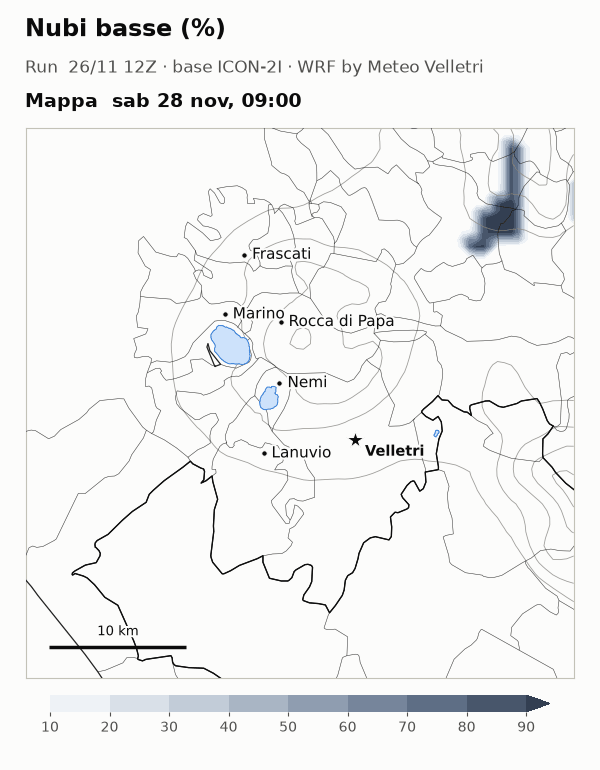 Nubi basse (%)
Run  26/11 12Z · base ICON-2I · WRF by Meteo Velletri
Mappa  sab 28 nov, 09:00
Frascati
Marino
Rocca di Papa
Nemi
Velletri
Lanuvio
10 km
10 20 30 40 50 60 70 80 90